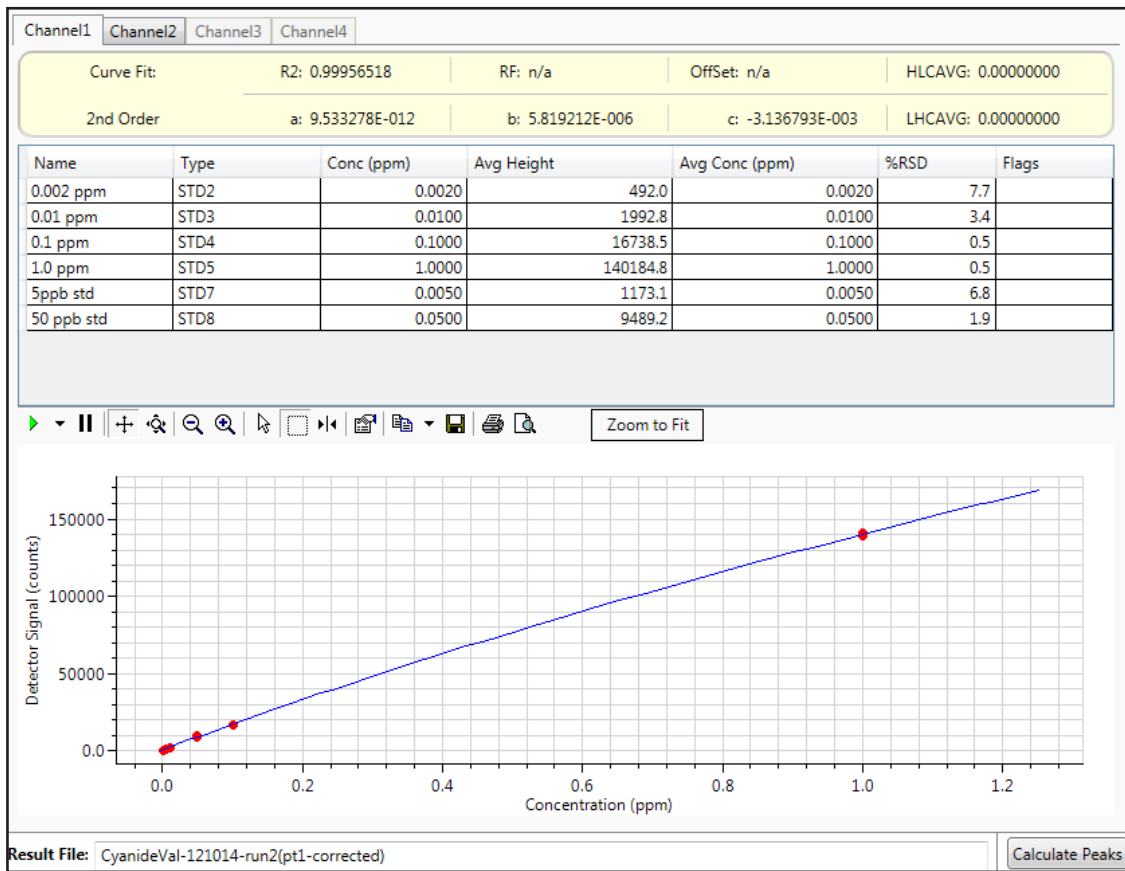 Channel1 Channel2 Channel3 Channel4
Curve Fit: R2: 0.99956518 RF: n/a OffSet: n/a HLCAVG: 0.00000000
2nd Order a: 9.533278E-012 b: 5.819212E-006 c: -3.136793E-003 LHCAVG: 0.00000000
Name Type Conc (ppm) Avg Height Avg Conc (ppm) %RSD Flags
0.002 ppm STD2 0.0020 492.0 0.0020 7.7
0.01 ppm STD3 0.0100 1992.8 0.0100 3.4
0.1 ppm STD4 0.1000 16738.5 0.1000 0.5
1.0 ppm STD5 1.0000 140184.8 1.0000 0.5
5ppb std STD7 0.0050 1173.1 0.0050 6.8
50 ppb std STD8 0.0500 9489.2 0.0500 1.9
Zoom to Fit
Detector Signal (counts)
150000
100000
50000
0.0
0.0 0.2 0.4 0.6 0.8 1.0 1.2
Concentration (ppm)
Result File: CyanideVal-121014-run2(pt1-corrected) Calculate Peaks